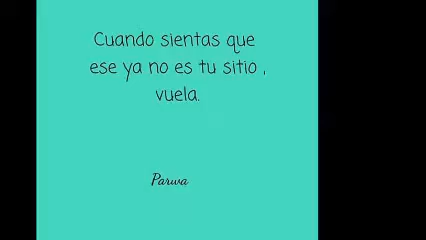 Cuando sientas que
ese ya no es tu sitio ,
vuela.
Parwa